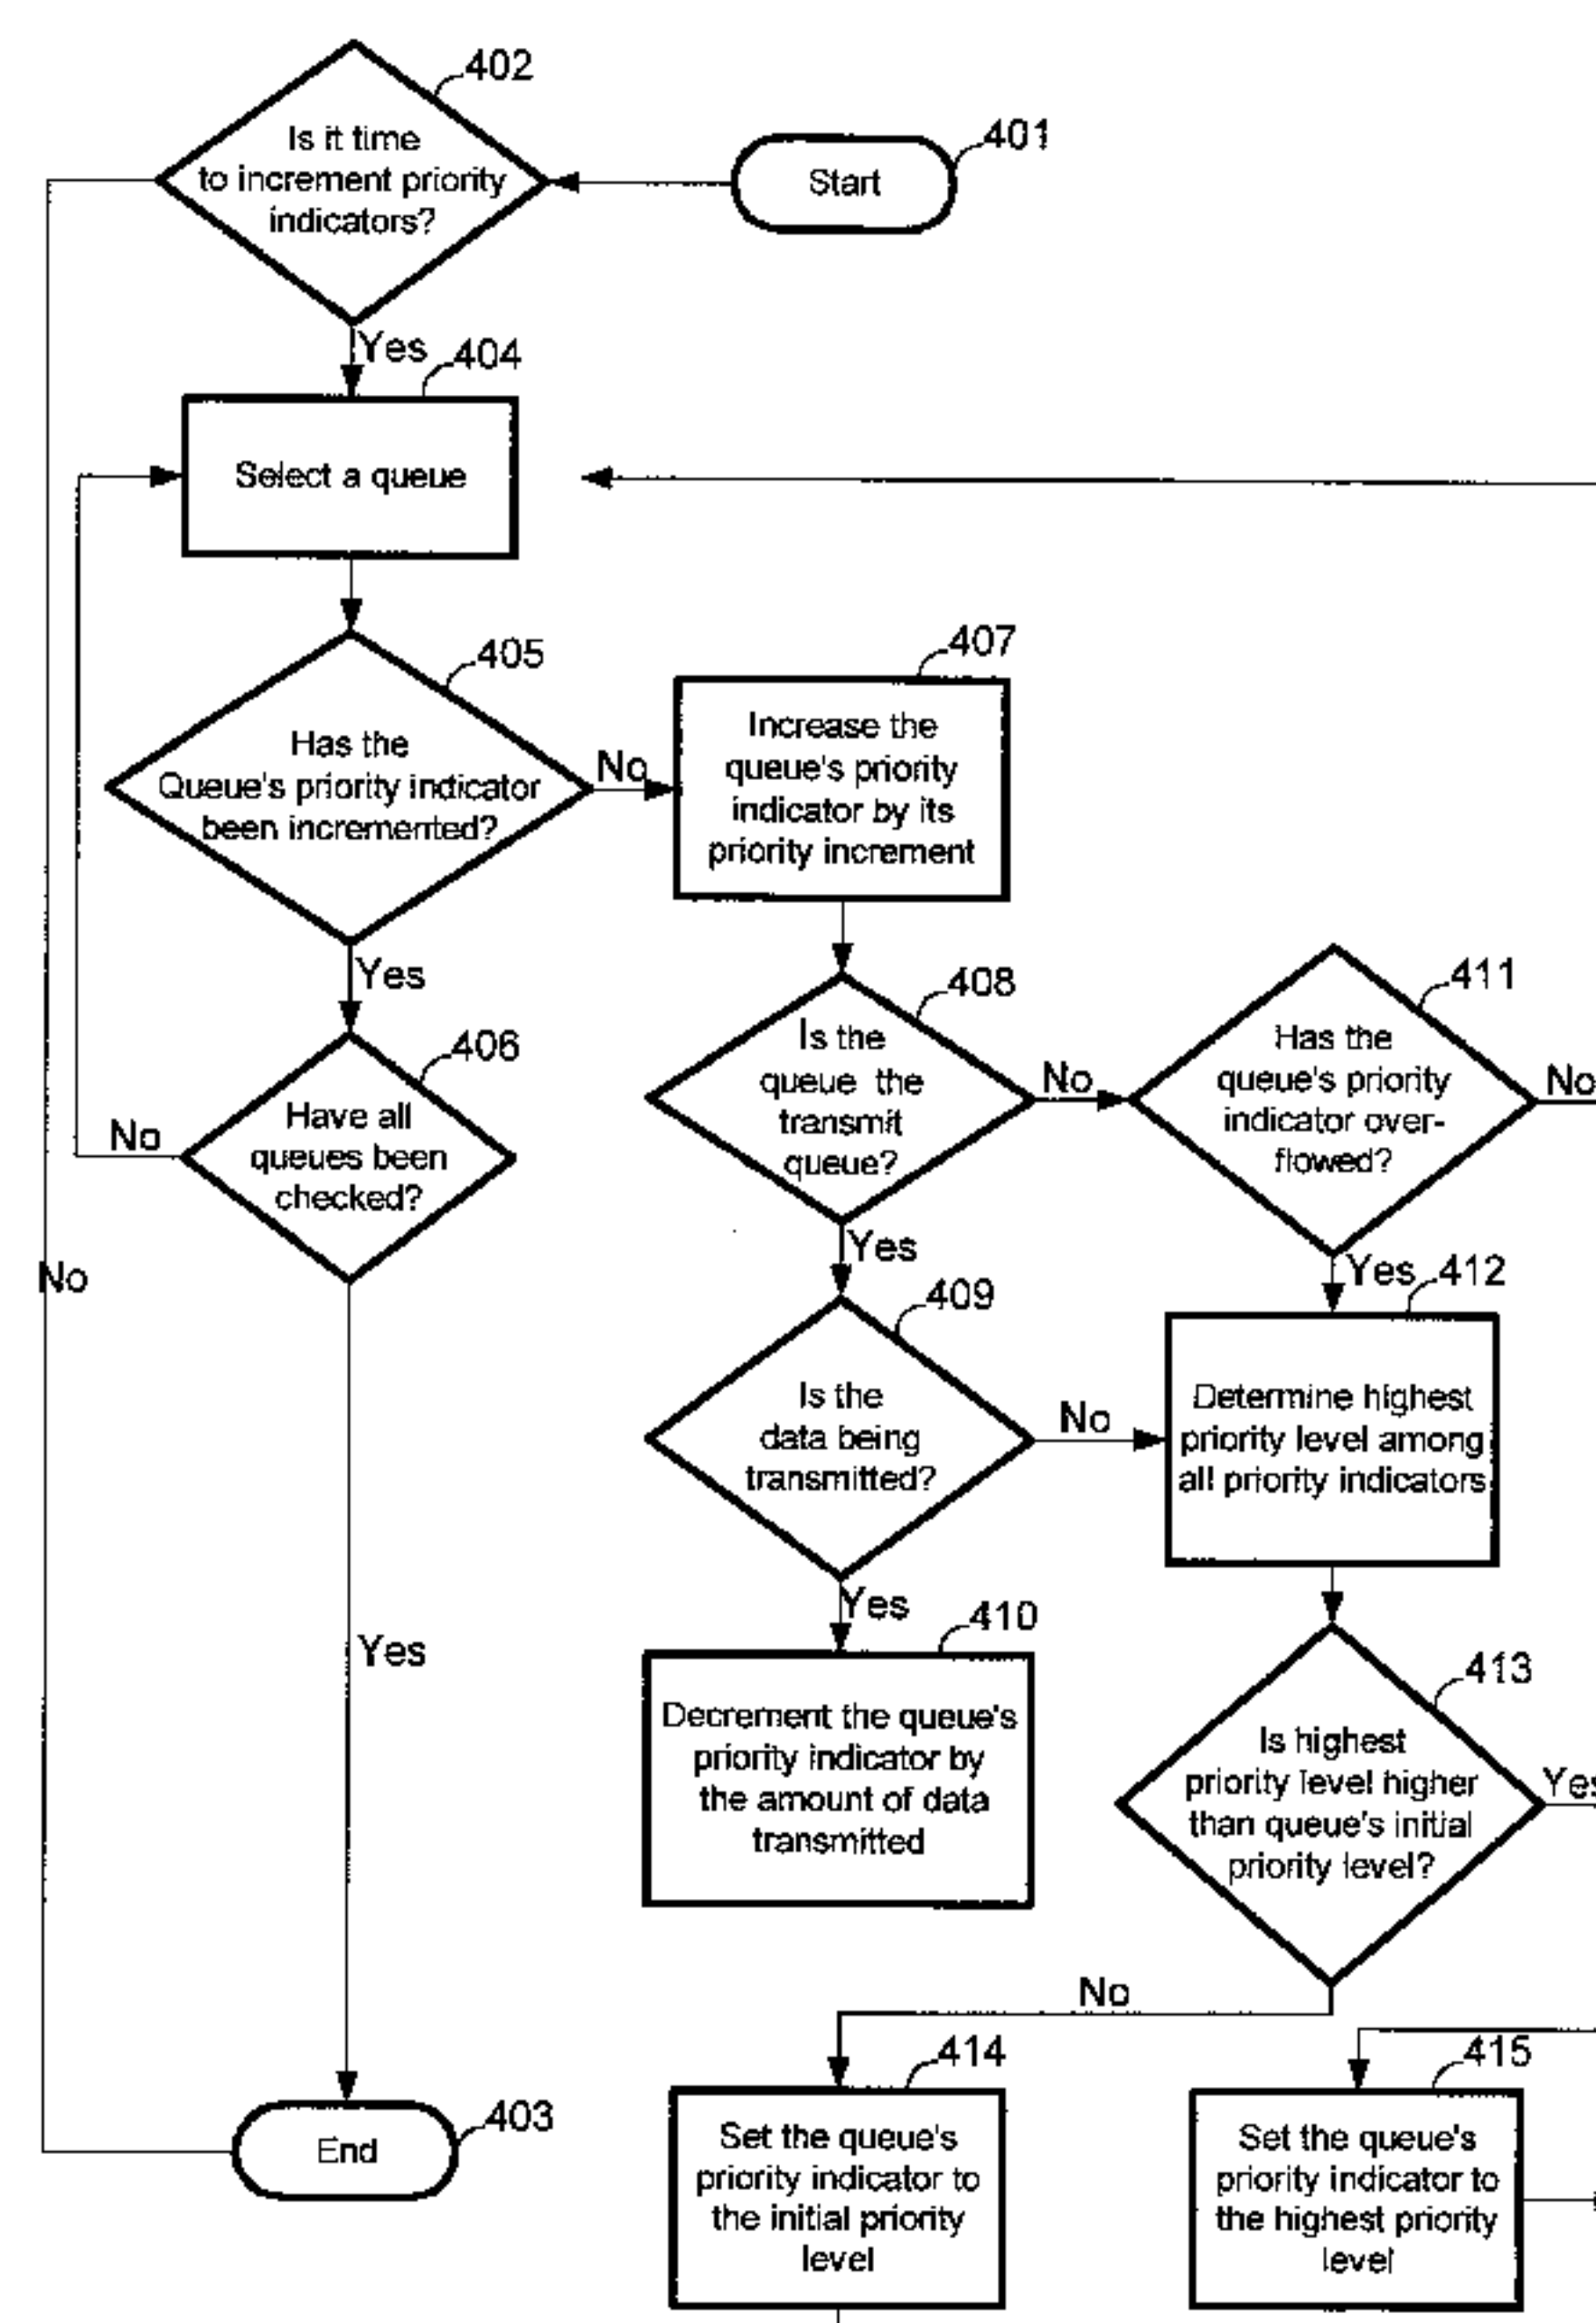 402
Is it time
to increment priority
indicators?
401
Start
Yes
404
Select a queue
405
Has the
Queue's priority indicator
been incremented?
No
407
Increase the
queue's priority
indicator by its
priority increment
Yes
406
Have all
queues been
checked?
No
408
Is the
queue the
transmit
queue?
No
411
Has the
queue's priority
indicator over-
flowed?
No
No
Yes
409
Is the
data being
transmitted?
No
Yes
412
Determine highest
priority level among
all priority indicators
Yes
Yes
410
Decrement the queue's
priority indicator by
the amount of data
transmitted
413
Is highest
priority level higher
than queue's initial
priority level?
Yes
No
403
End
414
Set the queue's
priority indicator to
the initial priority
level
415
Set the queue's
priority indicator to
the highest priority
level